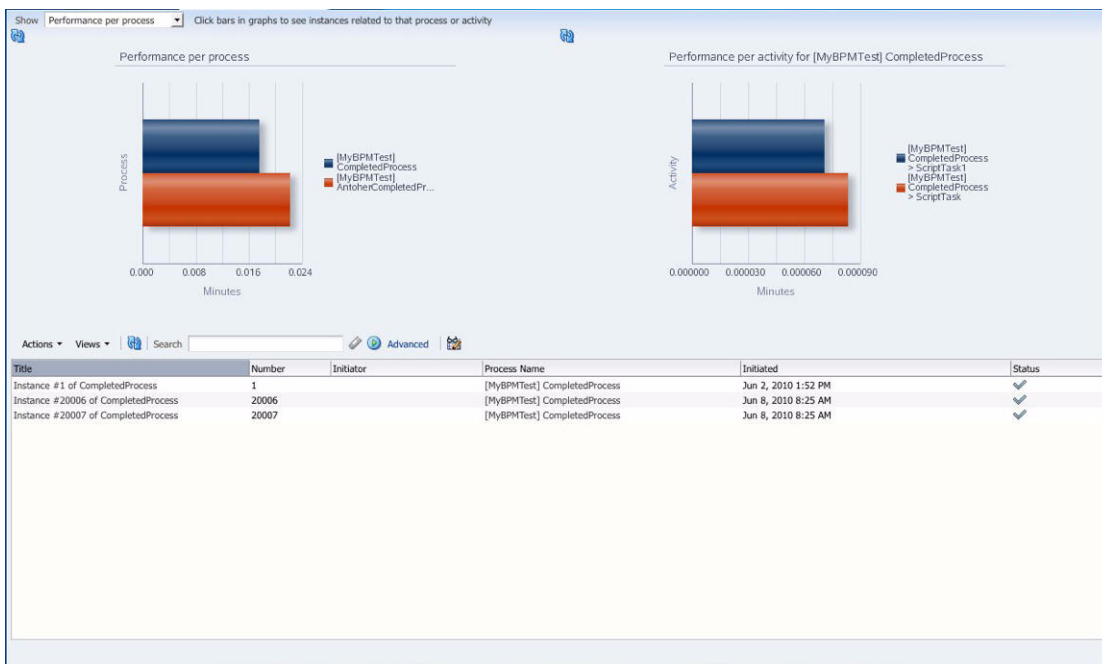 Show Performance per process Click bars in graphs to see instances related to that process or activity
Performance per process
Process
[MyBPMTest]
CompletedProcess
[MyBPMTest]
AntoherCompletedPr...
0.000 0.008 0.016 0.024
Minutes
Performance per activity for [MyBPMTest] CompletedProcess
Activity
[MyBPMTest]
CompletedProcess
> ScriptTask1
[MyBPMTest]
CompletedProcess
> ScriptTask
0.000000 0.000030 0.000060 0.000090
Minutes
Actions Views Search Advanced
Title Number Initiator Process Name Initiated Status
Instance #1 of CompletedProcess 1 [MyBPMTest] CompletedProcess Jun 2, 2010 1:52 PM
Instance #20006 of CompletedProcess 20006 [MyBPMTest] CompletedProcess Jun 8, 2010 8:25 AM
Instance #20007 of CompletedProcess 20007 [MyBPMTest] CompletedProcess Jun 8, 2010 8:25 AM